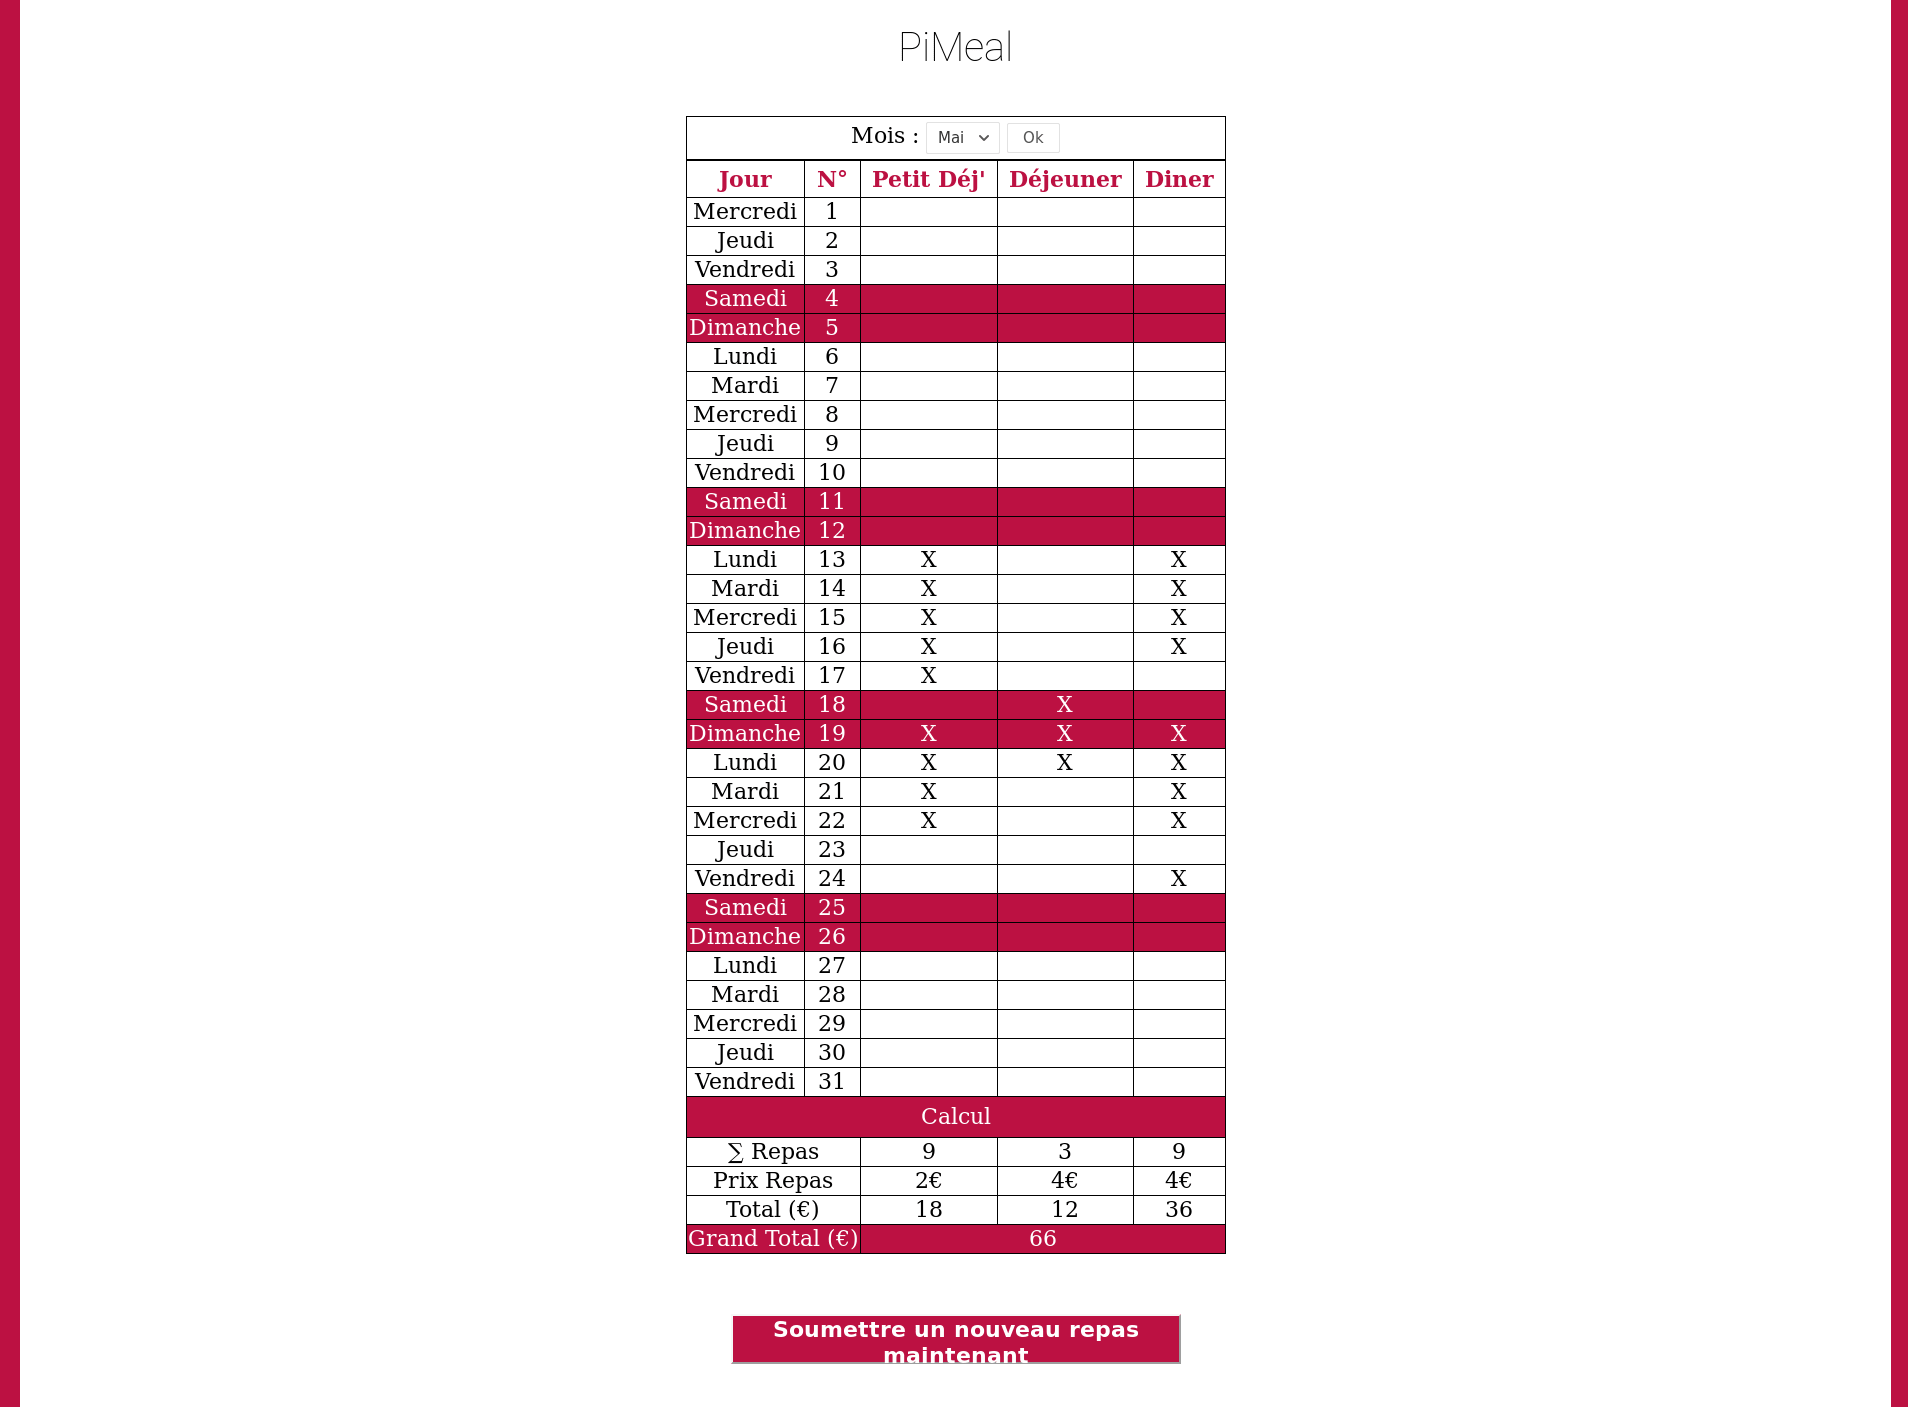 PiMeal
Mois : Mai Ok
Jour N° Petit Déj' Déjeuner Diner
Mercredi 1
Jeudi 2
Vendredi 3
Samedi 4
Dimanche 5
Lundi 6
Mardi 7
Mercredi 8
Jeudi 9
Vendredi 10
Samedi 11
Dimanche 12
Lundi 13 X X
Mardi 14 X X
Mercredi 15 X X
Jeudi 16 X X
Vendredi 17 X
Samedi 18 X
Dimanche 19 X X X
Lundi 20 X X X
Mardi 21 X X
Mercredi 22 X X
Jeudi 23
Vendredi 24 X
Samedi 25
Dimanche 26
Lundi 27
Mardi 28
Mercredi 29
Jeudi 30
Vendredi 31
Calcul
∑ Repas 9 3 9
Prix Repas 2€ 4€ 4€
Total (€) 18 12 36
Grand Total (€) 66
Soumettre un nouveau repas
maintenant